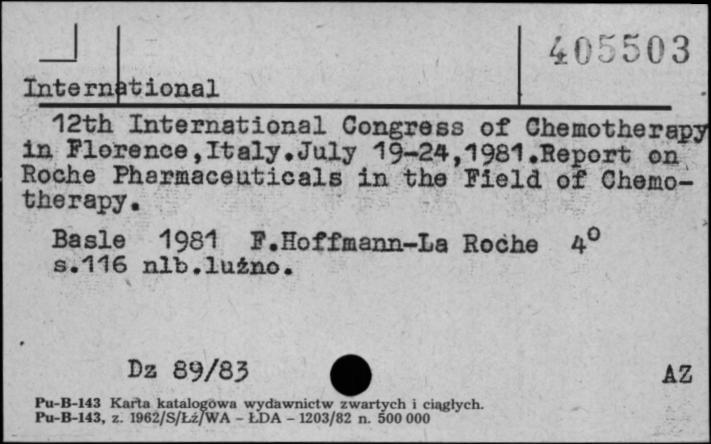 405503
International
12th International Congress of Chemotherapy
in Florence,Italy.July 19-24,1981.Report on
Roche Pharmaceuticals in the Field of Chemo-
therapy.
Basle 1981 F.Hoffmann-La Roche 4°
s.116 nlb.luźno.
Dz 89/83
AZ
Pu-B-143 Karta katalogowa wydawnictw zwartych i ciągłych.
Pu-B-143, z. 1962/S/Łż/WA - ŁDA - 1203/82 n. 500 000